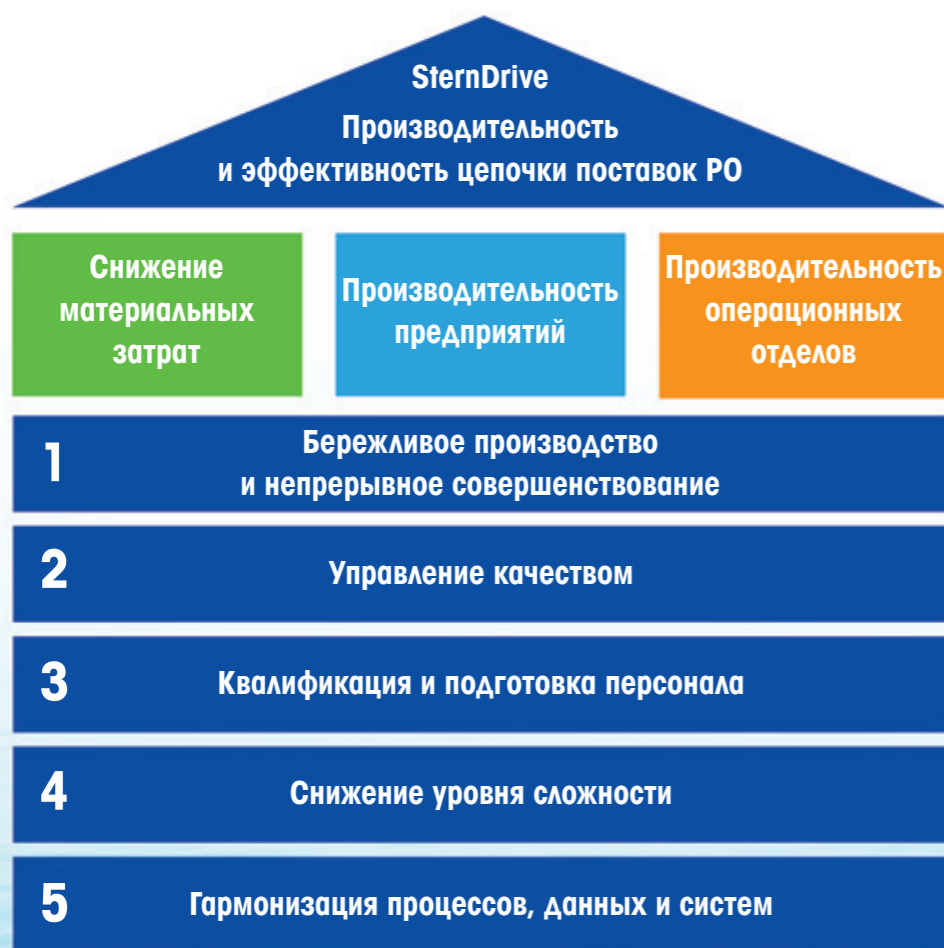 SternDrive
Производительность
и эффективность цепочки поставок PO
Снижение
материальных
затрат
Производительность
предприятий
Производительность
операционных
отделов
1
Бережливое производство
и непрерывное совершенствование
2
Управление качеством
3
Квалификация и подготовка персонала
4
Снижение уровня сложности
5
Гармонизация процессов, данных и систем